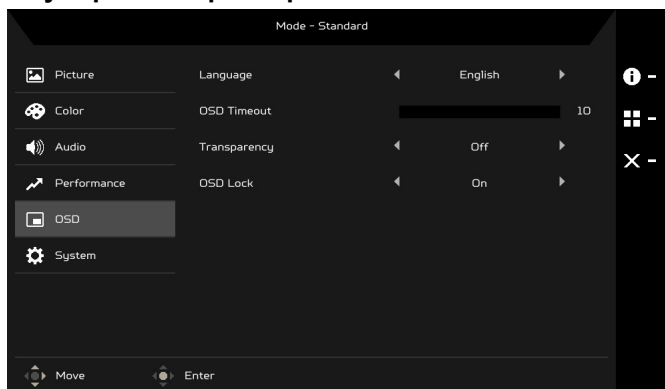 Mode - Standard
Picture
Language English
Color
OSD Timeout 10
Audio
Transparency Off
Performance
OSD Lock On
OSD
System
Move Enter